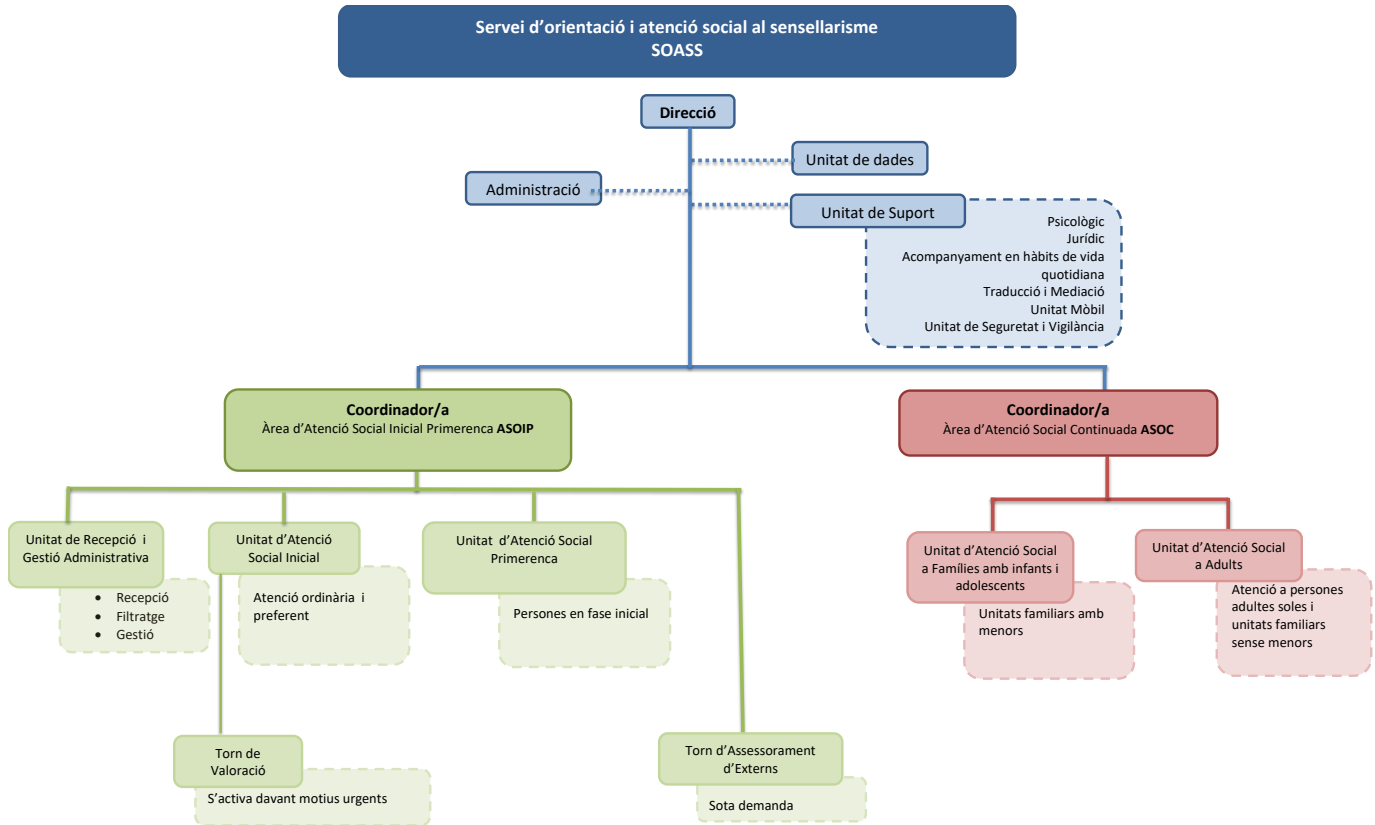 Servei d’orientació i atenció social al sensellarisme
SOASS
Direcció
Unitat de dades
Administració
Unitat de Suport
Psicològic
Jurídic
Acompanyament en hàbits de vida
quotidiana
Traducció i Mediació
Unitat Mòbil
Unitat de Seguretat i Vigilància
Coordinador/a
Àrea d’Atenció Social Inicial Primerenca ASOIP
Coordinador/a
Àrea d’Atenció Social Continuada ASOC
Unitat de Recepció i
Gestió Administrativa
• Recepció
• Filtratge
• Gestió
Unitat d’Atenció
Social Inicial
Atenció ordinària i
preferent
Unitat d’Atenció Social
Primerenca
Persones en fase inicial
Unitat d’Atenció Social
a Famílies amb infants i
adolescents
Unitats familiars amb
menors
Unitat d’Atenció Social
a Adults
Atenció a persones
adultes soles i
unitats familiars
sense menors
Torn de
Valoració
S’activa davant motius urgents
Torn d’Assessorament
d’Externs
Sota demanda